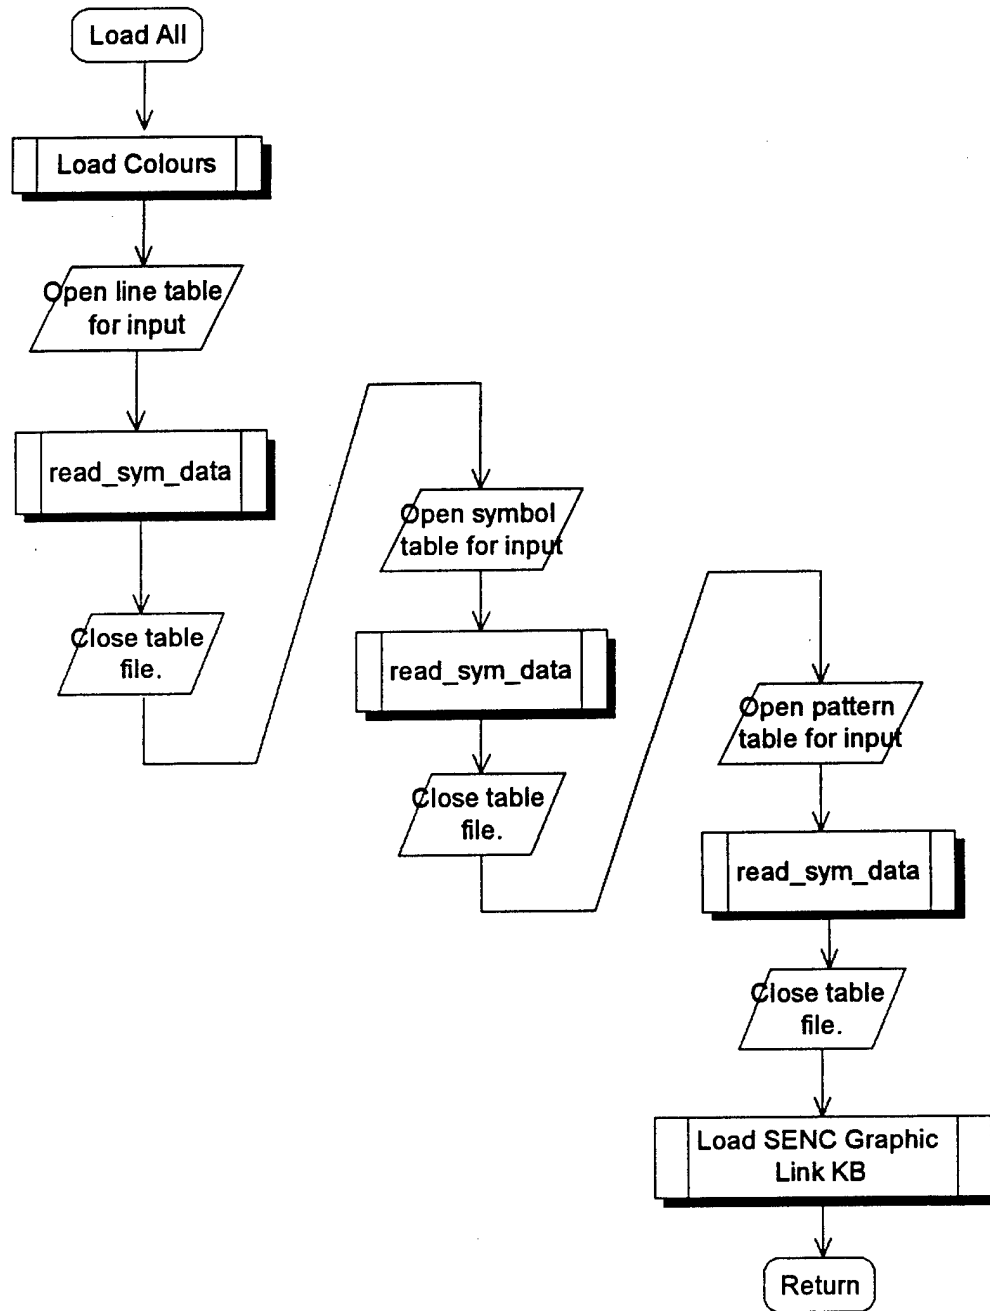 Load All
Load Colours
Open line table
for input
read_sym_data
Close table
file.
Open symbol
table for input
read_sym_data
Close table
file.
Open pattern
table for input
read_sym_data
Close table
file.
Load SENC Graphic
Link KB
Return